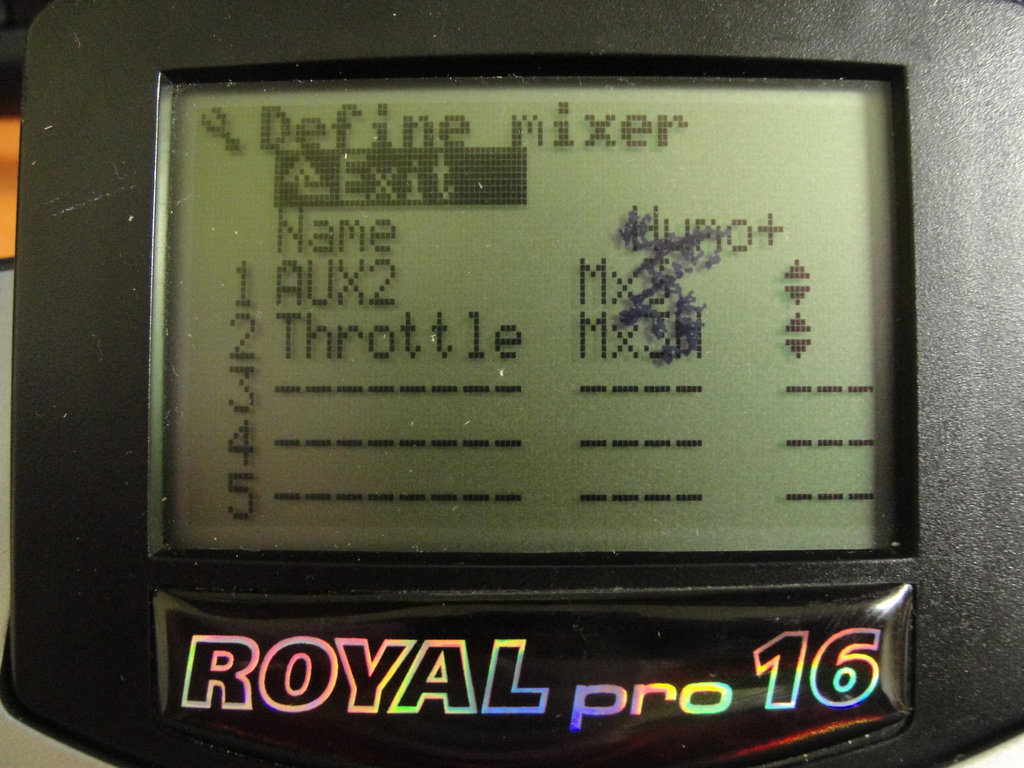 Define mixer
Exit
Name
1 AUX2
2 Throttle
3 -------- ---- ---
4 -------- ---- ---
5 -------- ---- ---
ROYAL pro 16